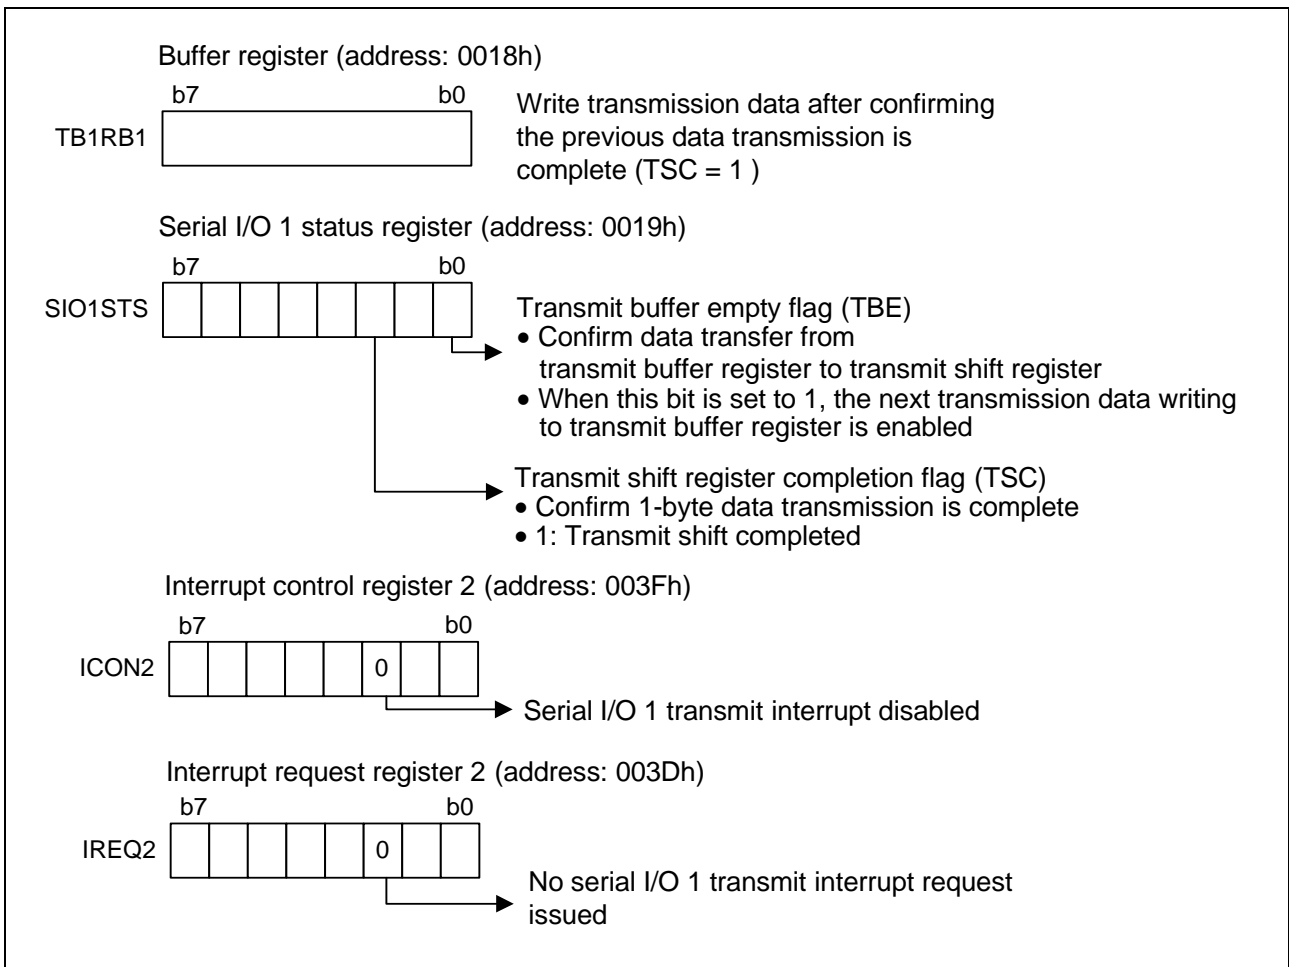 Buffer register (address: 0018h)
b7 b0
TB1RB1
Write transmission data after confirming
the previous data transmission is
complete (TSC = 1 )
Serial I/O 1 status register (address: 0019h)
b7 b0
SIO1STS
Transmit buffer empty flag (TBE)
• Confirm data transfer from
transmit buffer register to transmit shift register
• When this bit is set to 1, the next transmission data writing
to transmit buffer register is enabled
Transmit shift register completion flag (TSC)
• Confirm 1-byte data transmission is complete
• 1: Transmit shift completed
Interrupt control register 2 (address: 003Fh)
b7 b0
ICON2 0
Serial I/O 1 transmit interrupt disabled
Interrupt request register 2 (address: 003Dh)
b7 b0
IREQ2 0
No serial I/O 1 transmit interrupt request
issued